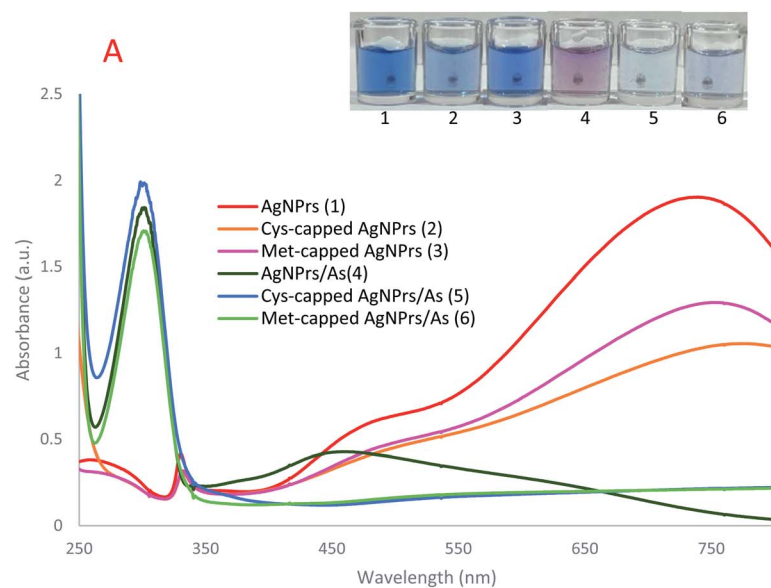 A
1 2 3 4 5 6
2.5
2
1.5
1
0.5
0
Absorbance (a.u.)
AgNPrs (1)
Cys-capped AgNPrs (2)
Met-capped AgNPrs (3)
AgNPrs/As(4)
Cys-capped AgNPrs/As (5)
Met-capped AgNPrs/As (6)
250 350 450 550 650 750
Wavelength (nm)